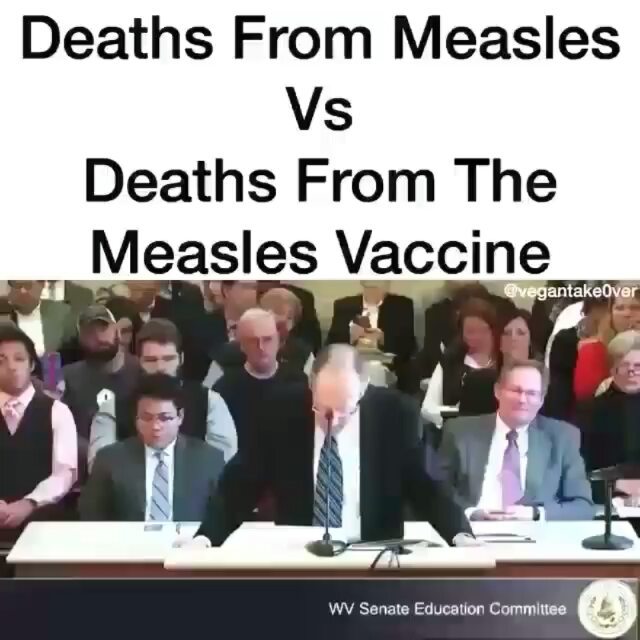 Deaths From Measles
Vs
Deaths From The
Measles Vaccine
@vegantake0ver
WV Senate Education Committee